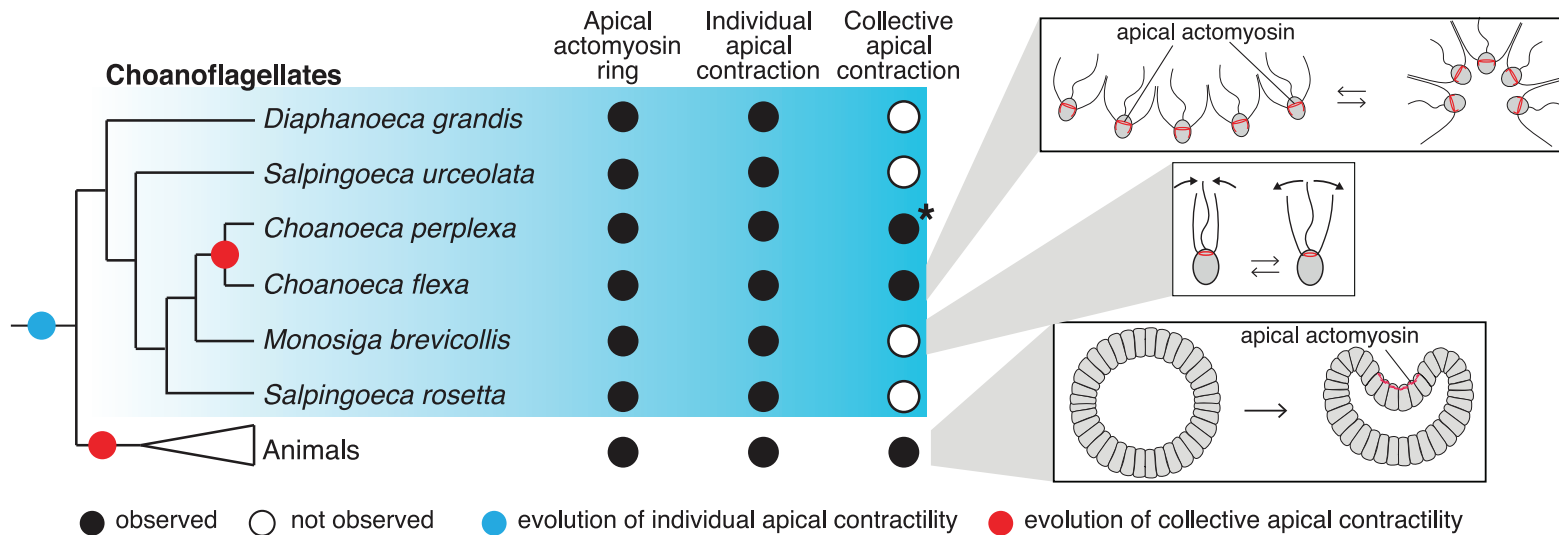 Choanoflagellates
Apical
actomyosin
ring
Individual
apical
contraction
Collective
apical
contraction
Diaphanoeca grandis
Salpingoeca urceolata
Choanoeca perplexa
*
Choanoeca flexa
Monosiga brevicollis
Salpingoeca rosetta
Animals
apical actomyosin
apical actomyosin
observed
not observed
evolution of individual apical contractility
evolution of collective apical contractility